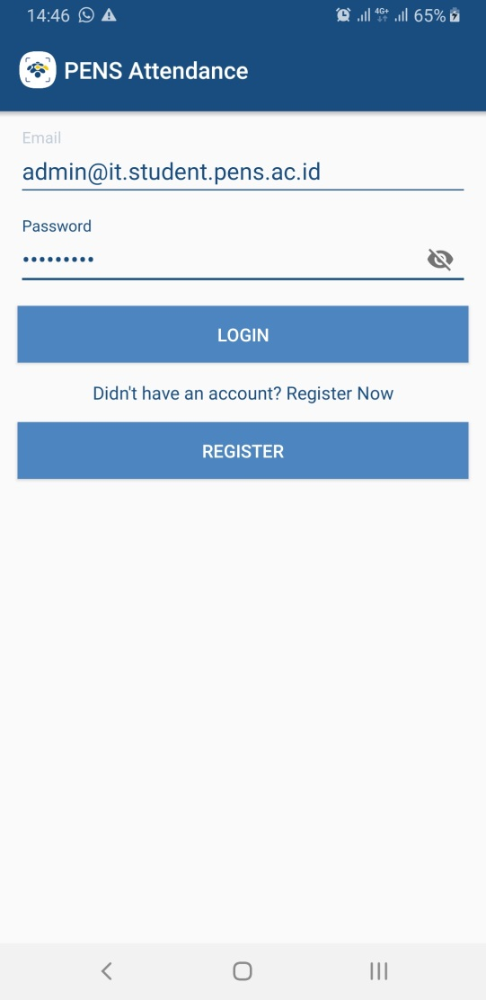 14:46 4G+ 65%
PENS Attendance
Email
admin@it.student.pens.ac.id
Password
•••••••••
LOGIN
Didn't have an account? Register Now
REGISTER